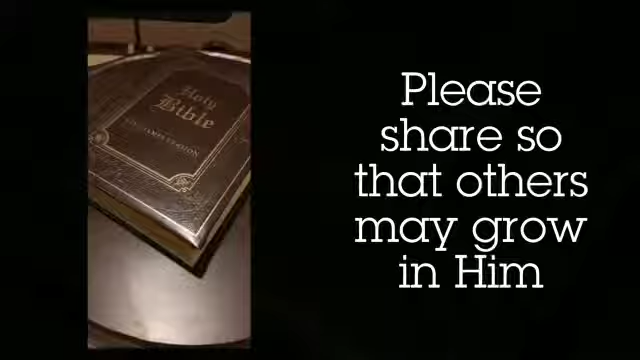 Holy
Bible
Please
share so
that others
may grow
in Him